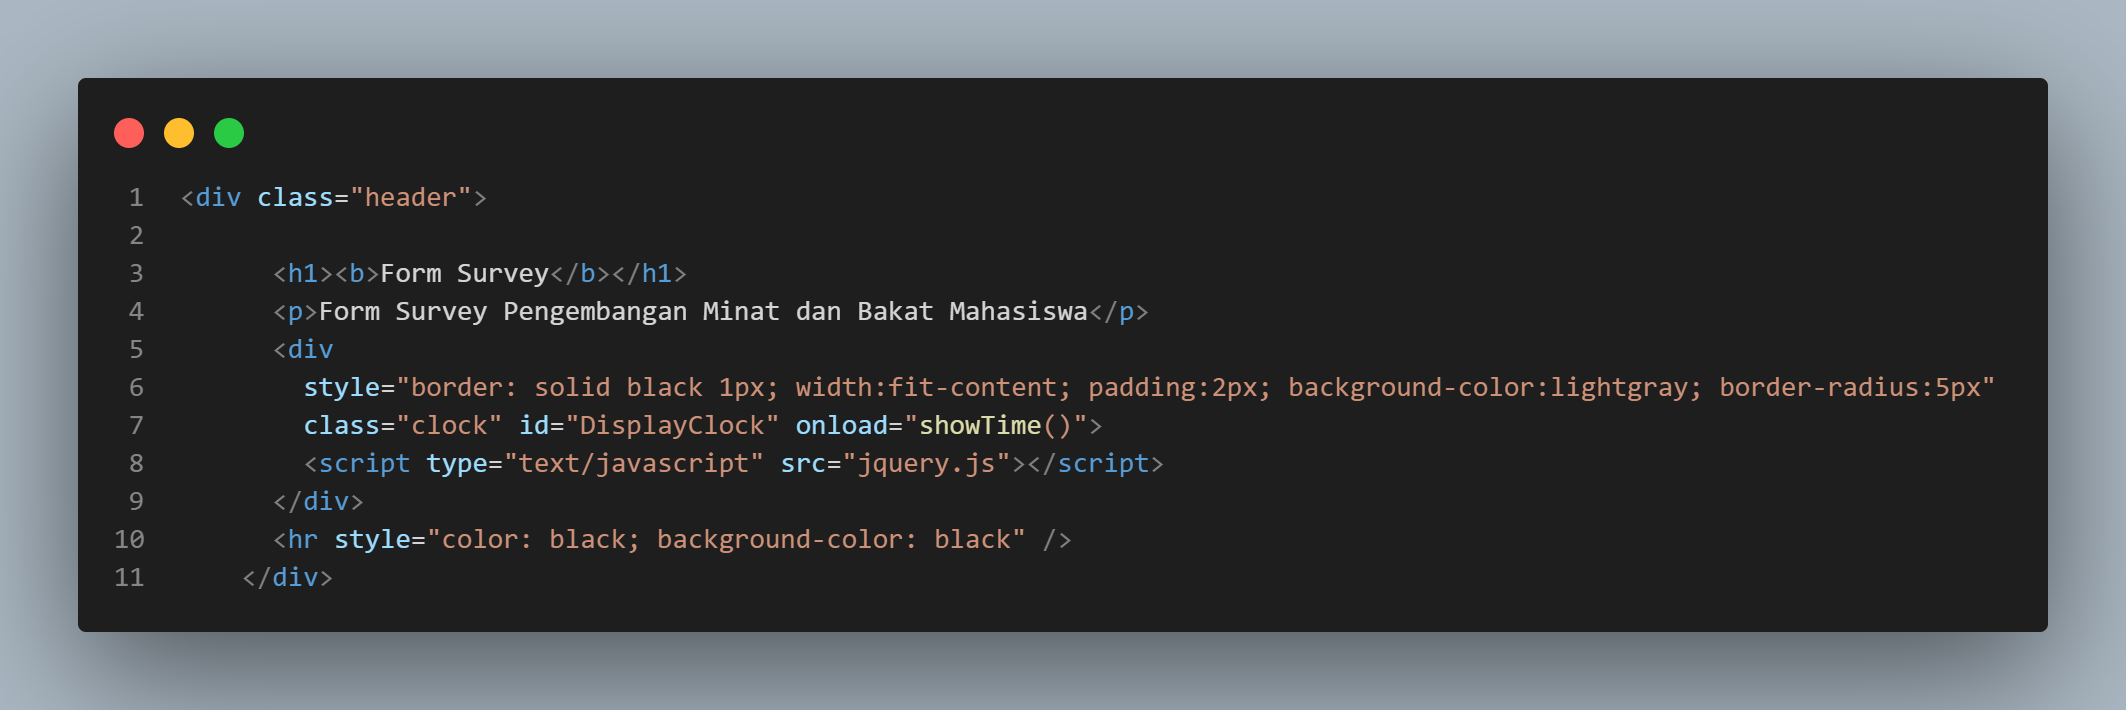 1 <div class="header">
2
3 <h1><b>Form Survey</b></h1>
4 <p>Form Survey Pengembangan Minat dan Bakat Mahasiswa</p>
5 <div
6 style="border: solid black 1px; width:fit-content; padding:2px; background-color:lightgray; border-radius:5px"
7 class="clock" id="DisplayClock" onload="showTime()">
8 <script type="text/javascript" src="jquery.js"></script>
9 </div>
10 <hr style="color: black; background-color: black" />
11 </div>